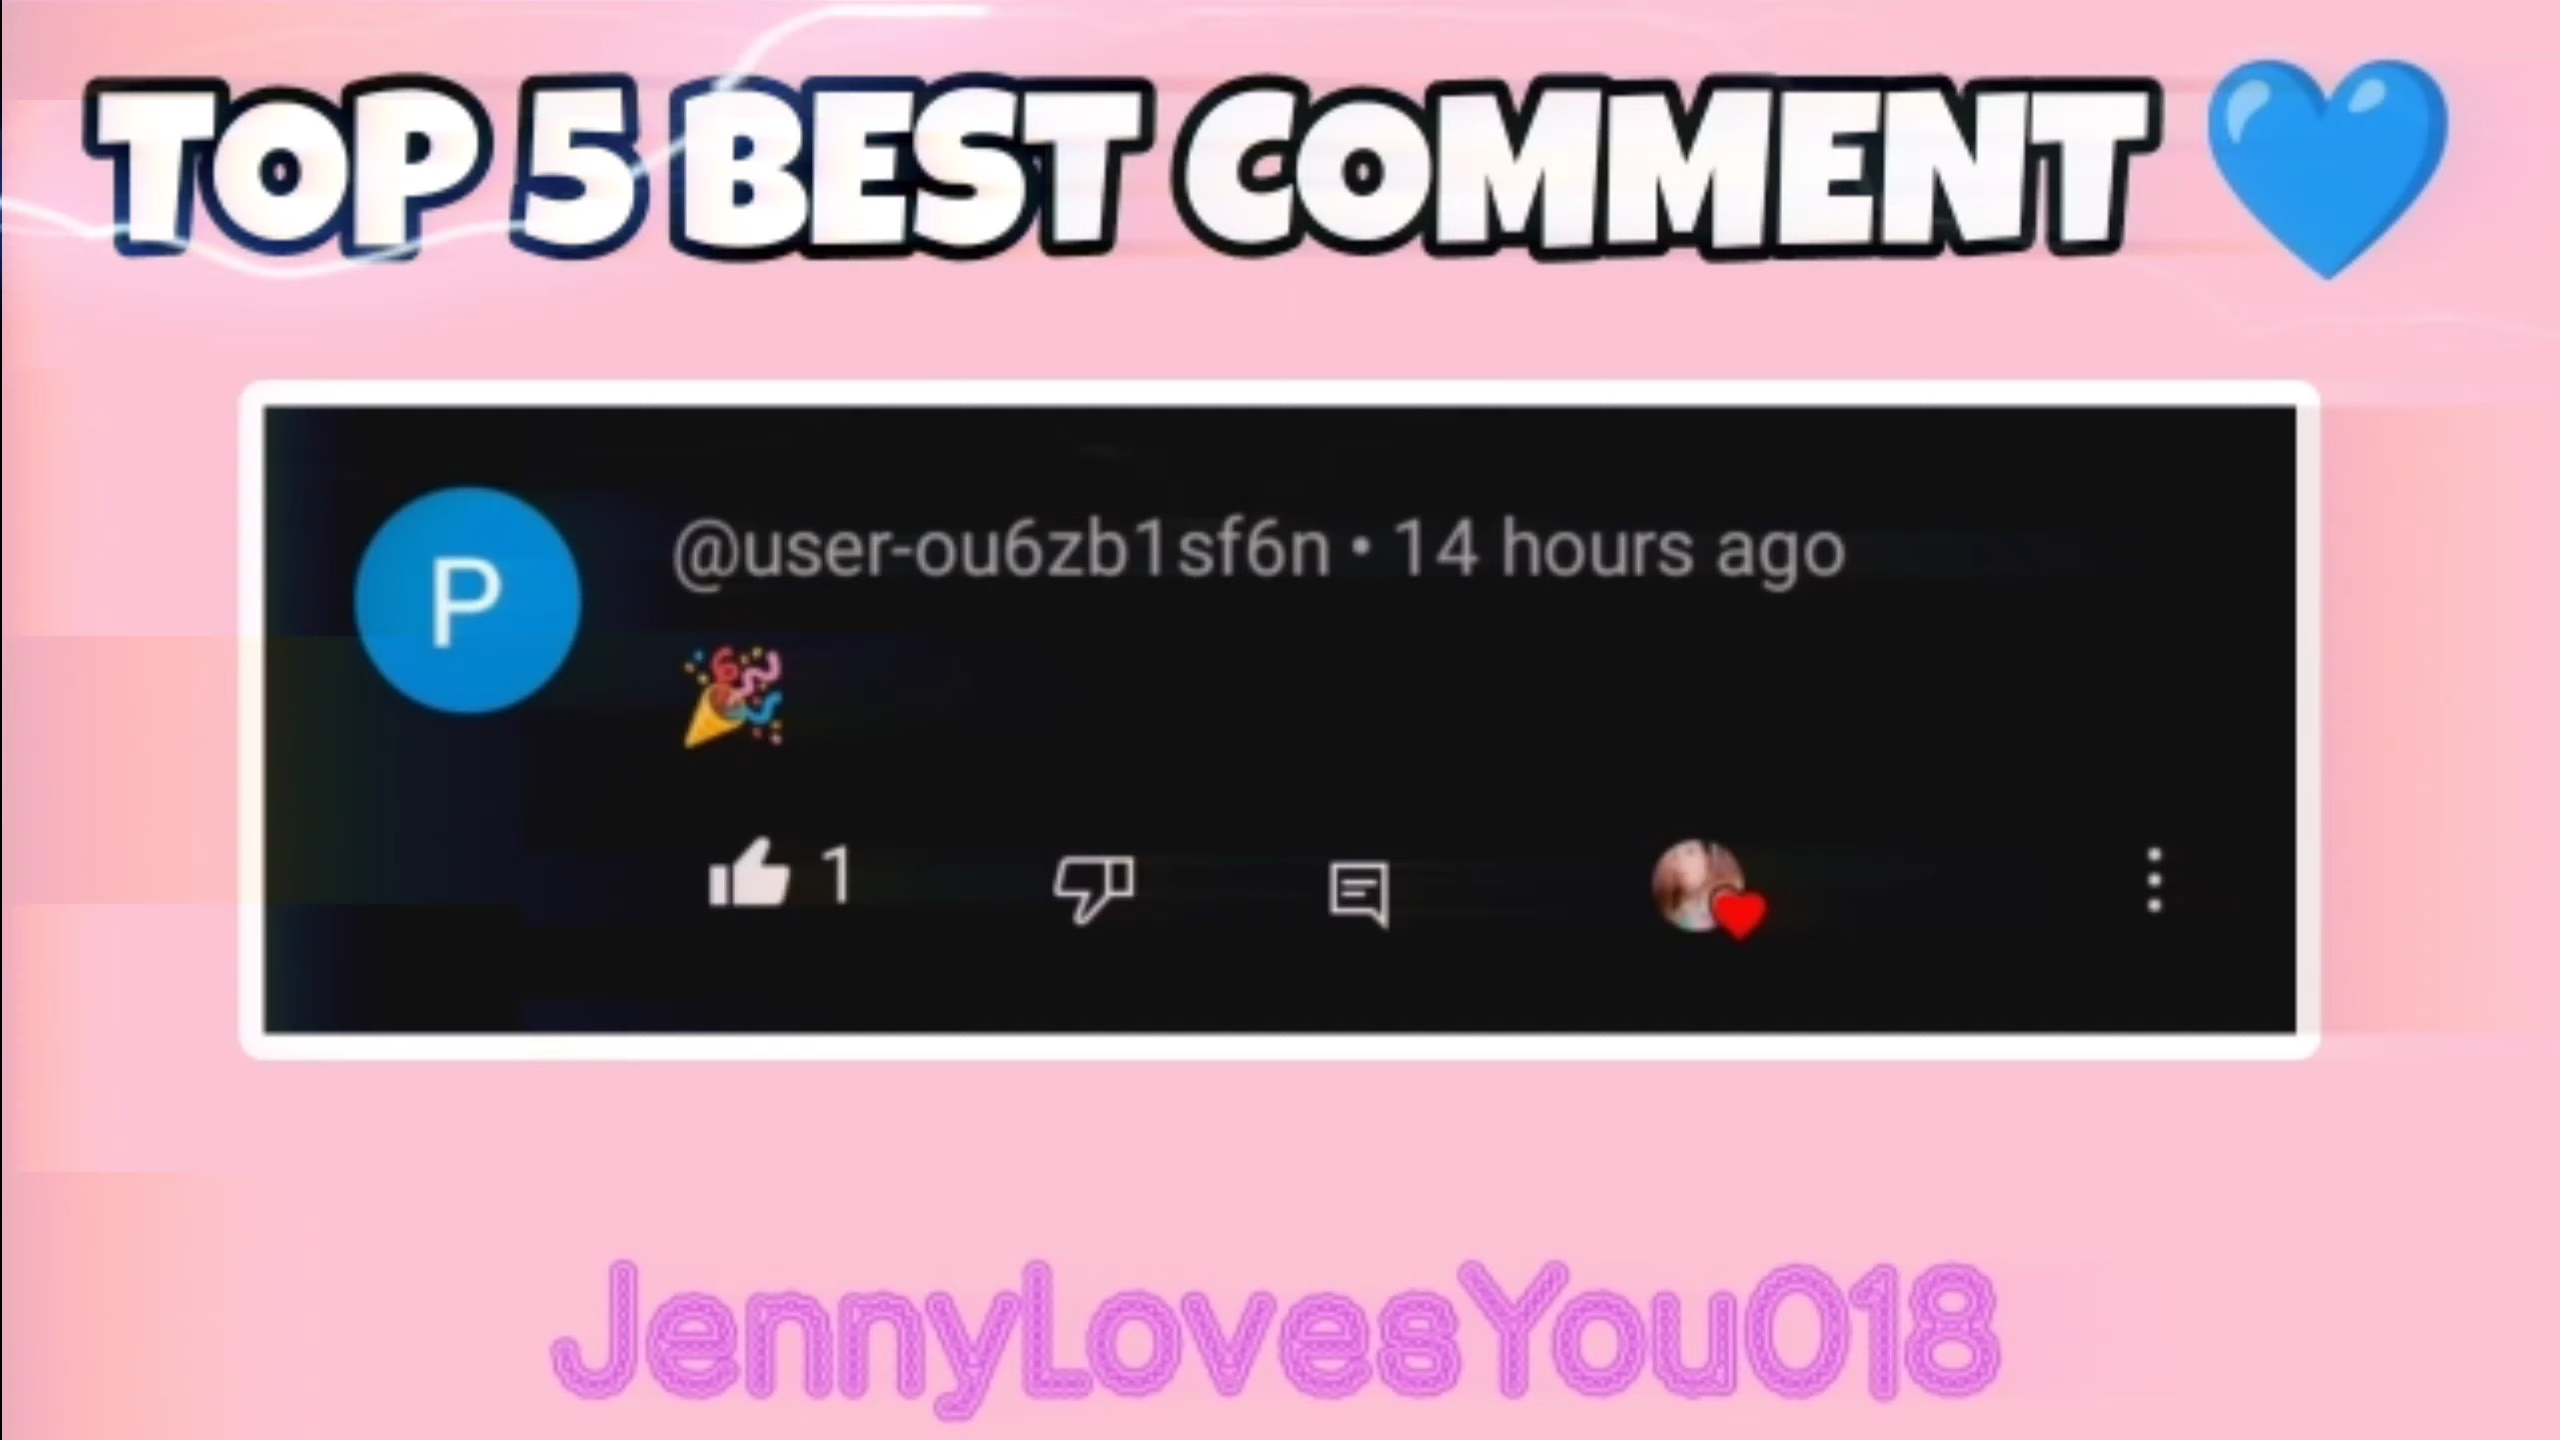 TOP 5 BEST COMMENT 💙
P
@user-ou6zb1sf6n • 14 hours ago
🎉
1
JennyLovesYou018